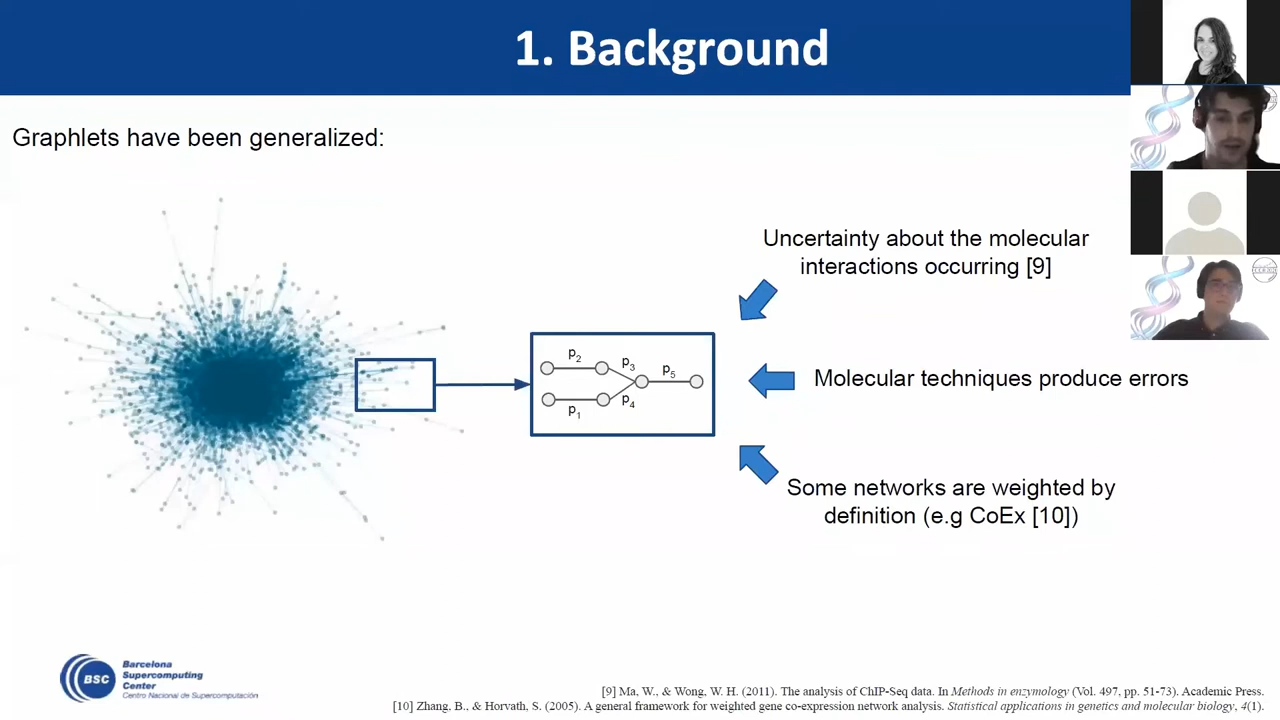 1. Background
Graphlets have been generalized:
Uncertainty about the molecular
interactions occurring [9]
p2
p3
p5
p4
p1
Molecular techniques produce errors
Some networks are weighted by
definition (e.g CoEx [10])
BSC
Barcelona
Supercomputing
Center
Centro Nacional de Supercomputación
[9] Ma, W., & Wong, W. H. (2011). The analysis of ChIP-Seq data. In Methods in enzymology (Vol. 497, pp. 51-73). Academic Press.
[10] Zhang, B., & Horvath, S. (2005). A general framework for weighted gene co-expression network analysis. Statistical applications in genetics and molecular biology, 4(1).